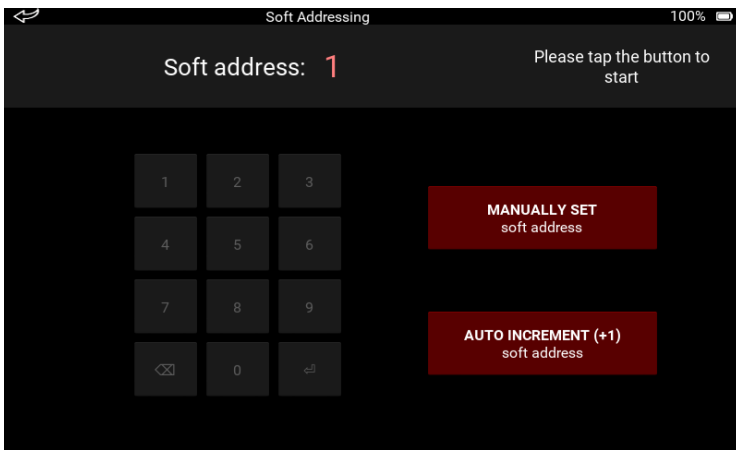 Soft Addressing
100%
Soft address: 1
Please tap the button to
start
1 2 3
4 5 6
7 8 9
0
MANUALLY SET
soft address
AUTO INCREMENT (+1)
soft address